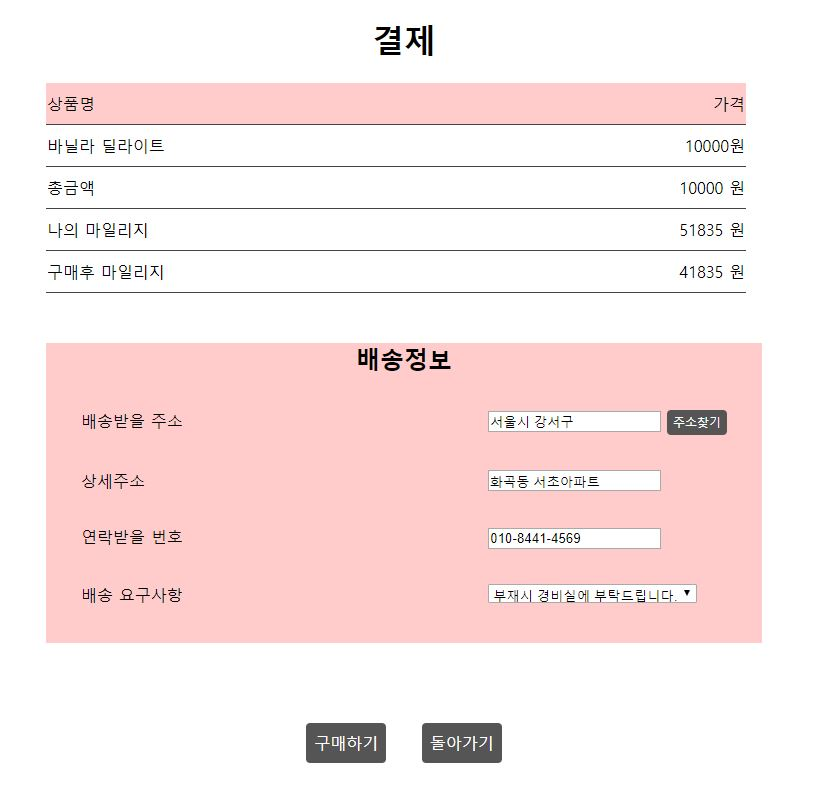 결제
상품명 가격
바닐라 딜라이트 10000원
총금액 10000 원
나의 마일리지 51835 원
구매후 마일리지 41835 원
배송정보
배송받을 주소 서울시 강서구 주소찾기
상세주소 화곡동 서초아파트
연락받을 번호 010-8441-4569
배송 요구사항 부재시 경비실에 부탁드립니다.
구매하기 돌아가기